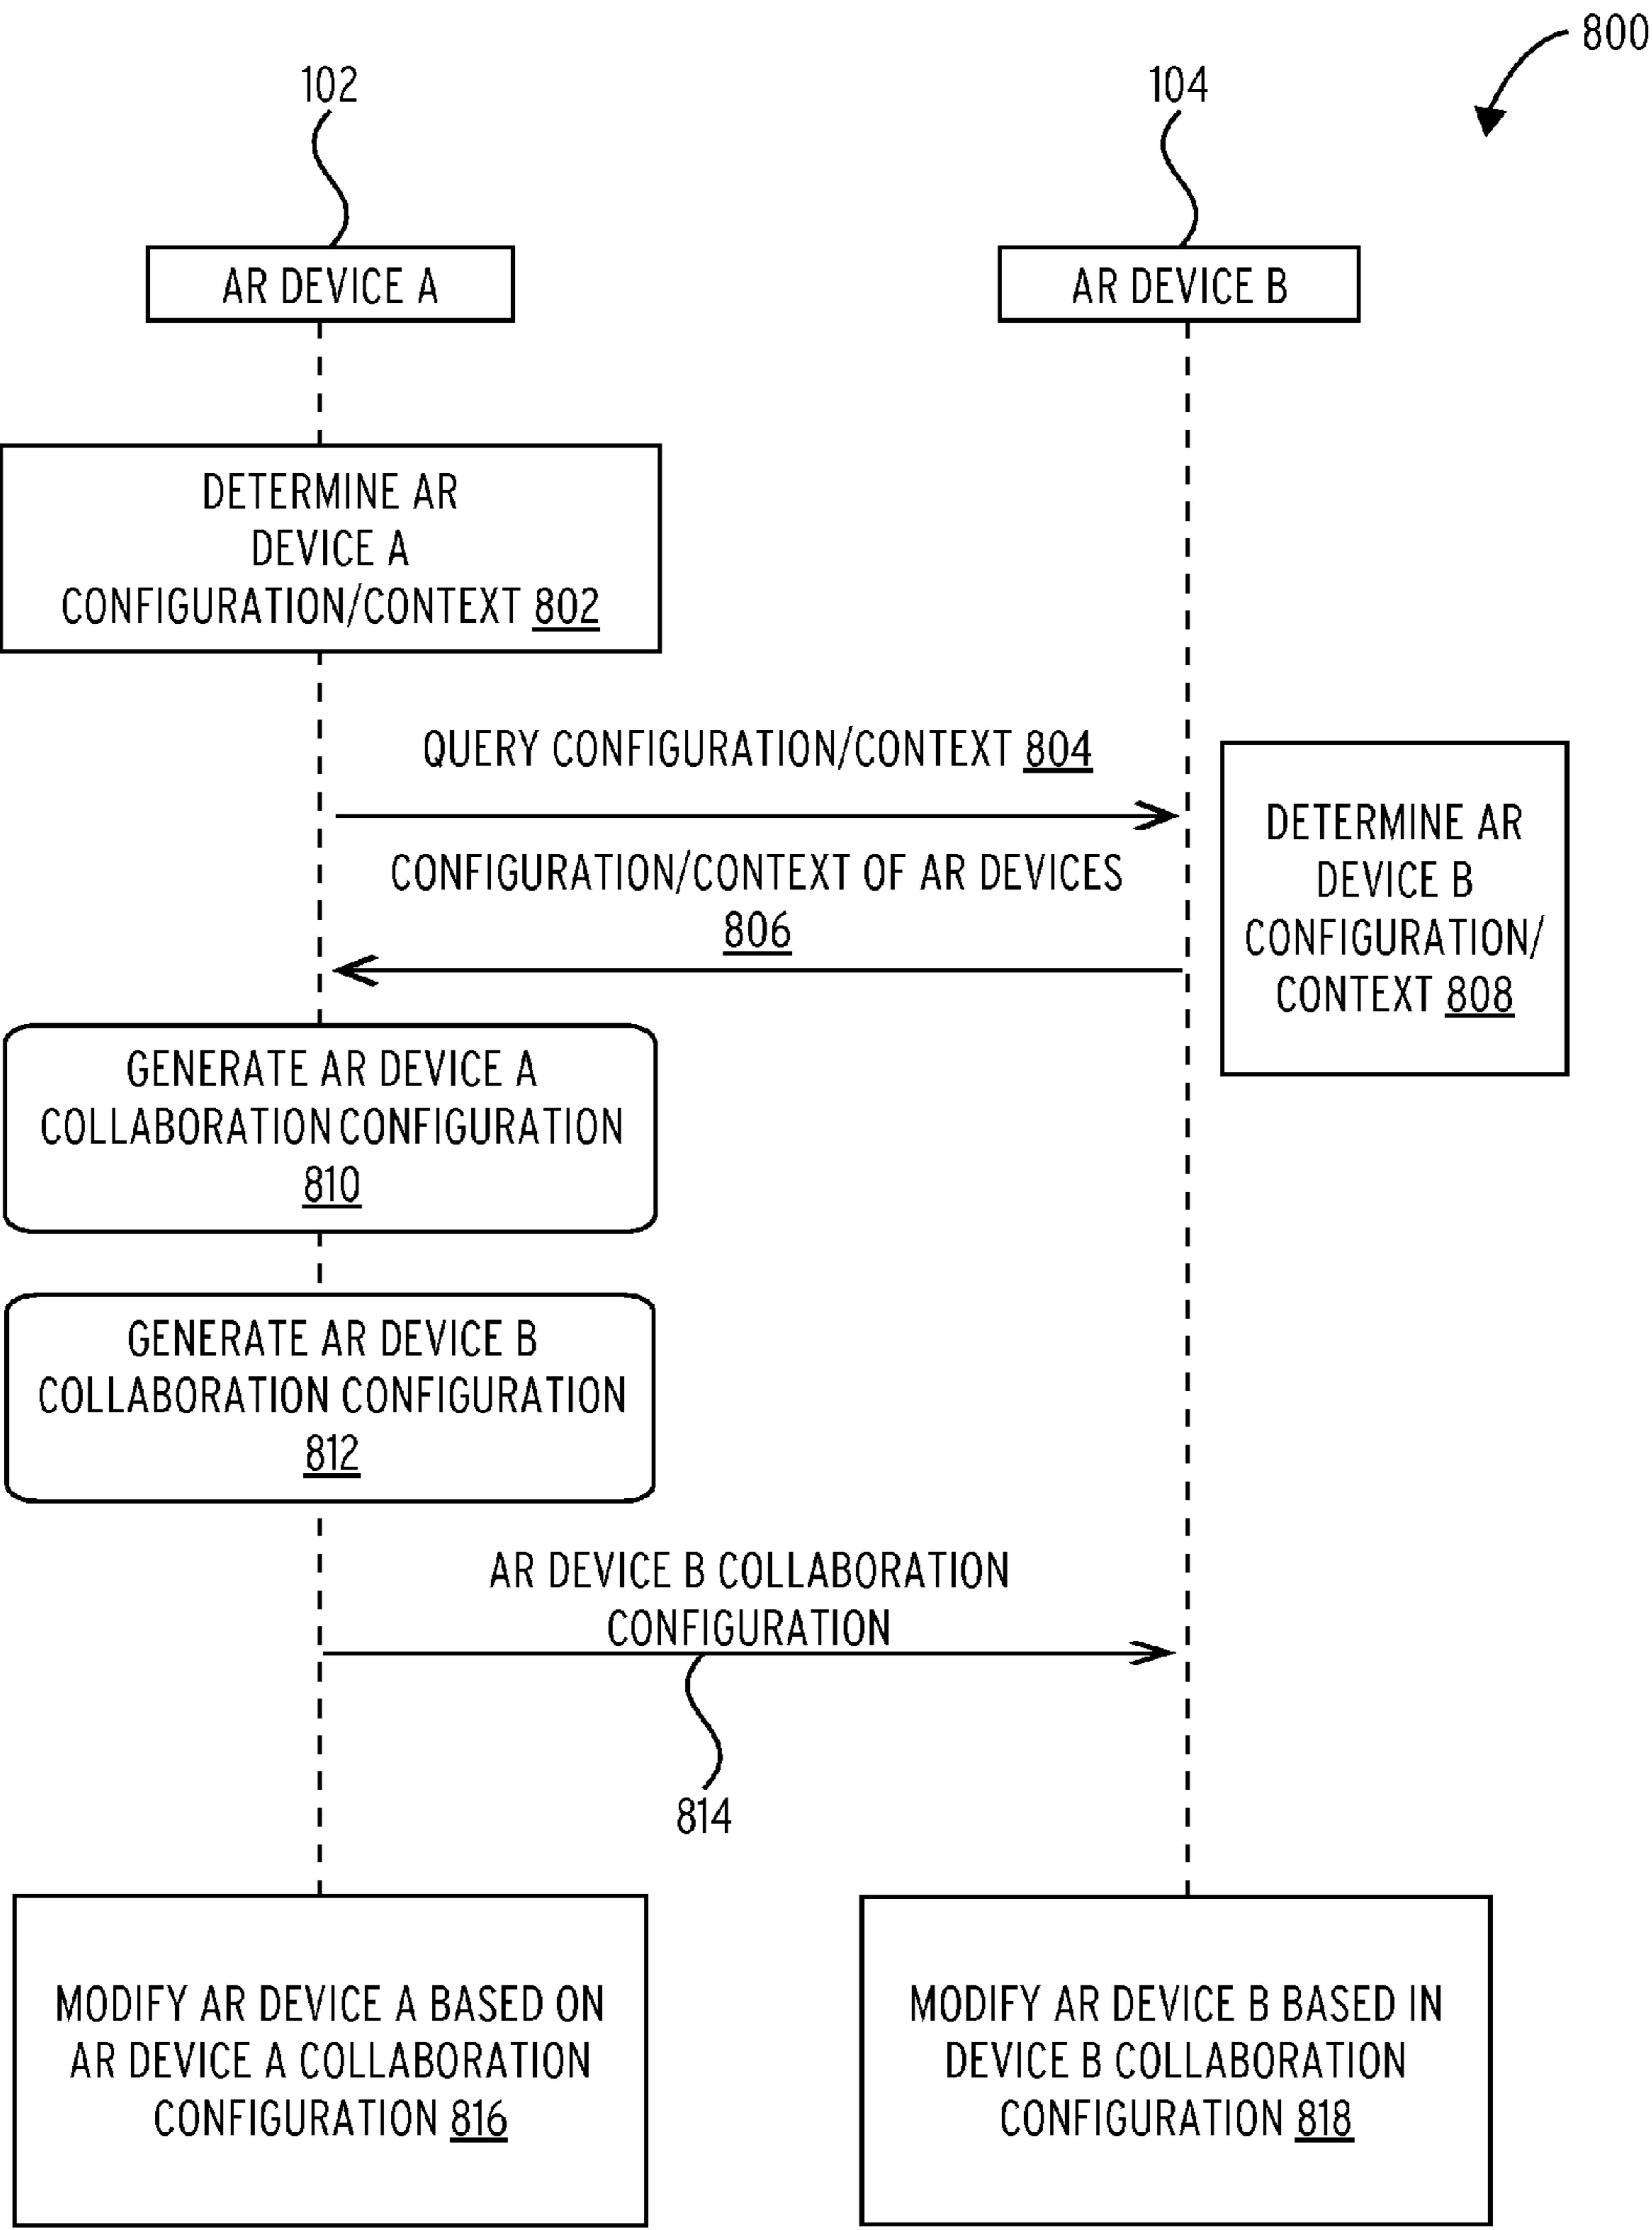 800
102
104
AR DEVICE A
AR DEVICE B
DETERMINE AR
DEVICE A
CONFIGURATION/CONTEXT 802
QUERY CONFIGURATION/CONTEXT 804
CONFIGURATION/CONTEXT OF AR DEVICES
806
DETERMINE AR
DEVICE B
CONFIGURATION/
CONTEXT 808
GENERATE AR DEVICE A
COLLABORATION CONFIGURATION
810
GENERATE AR DEVICE B
COLLABORATION CONFIGURATION
812
AR DEVICE B COLLABORATION
CONFIGURATION
814
MODIFY AR DEVICE A BASED ON
AR DEVICE A COLLABORATION
CONFIGURATION 816
MODIFY AR DEVICE B BASED IN
DEVICE B COLLABORATION
CONFIGURATION 818